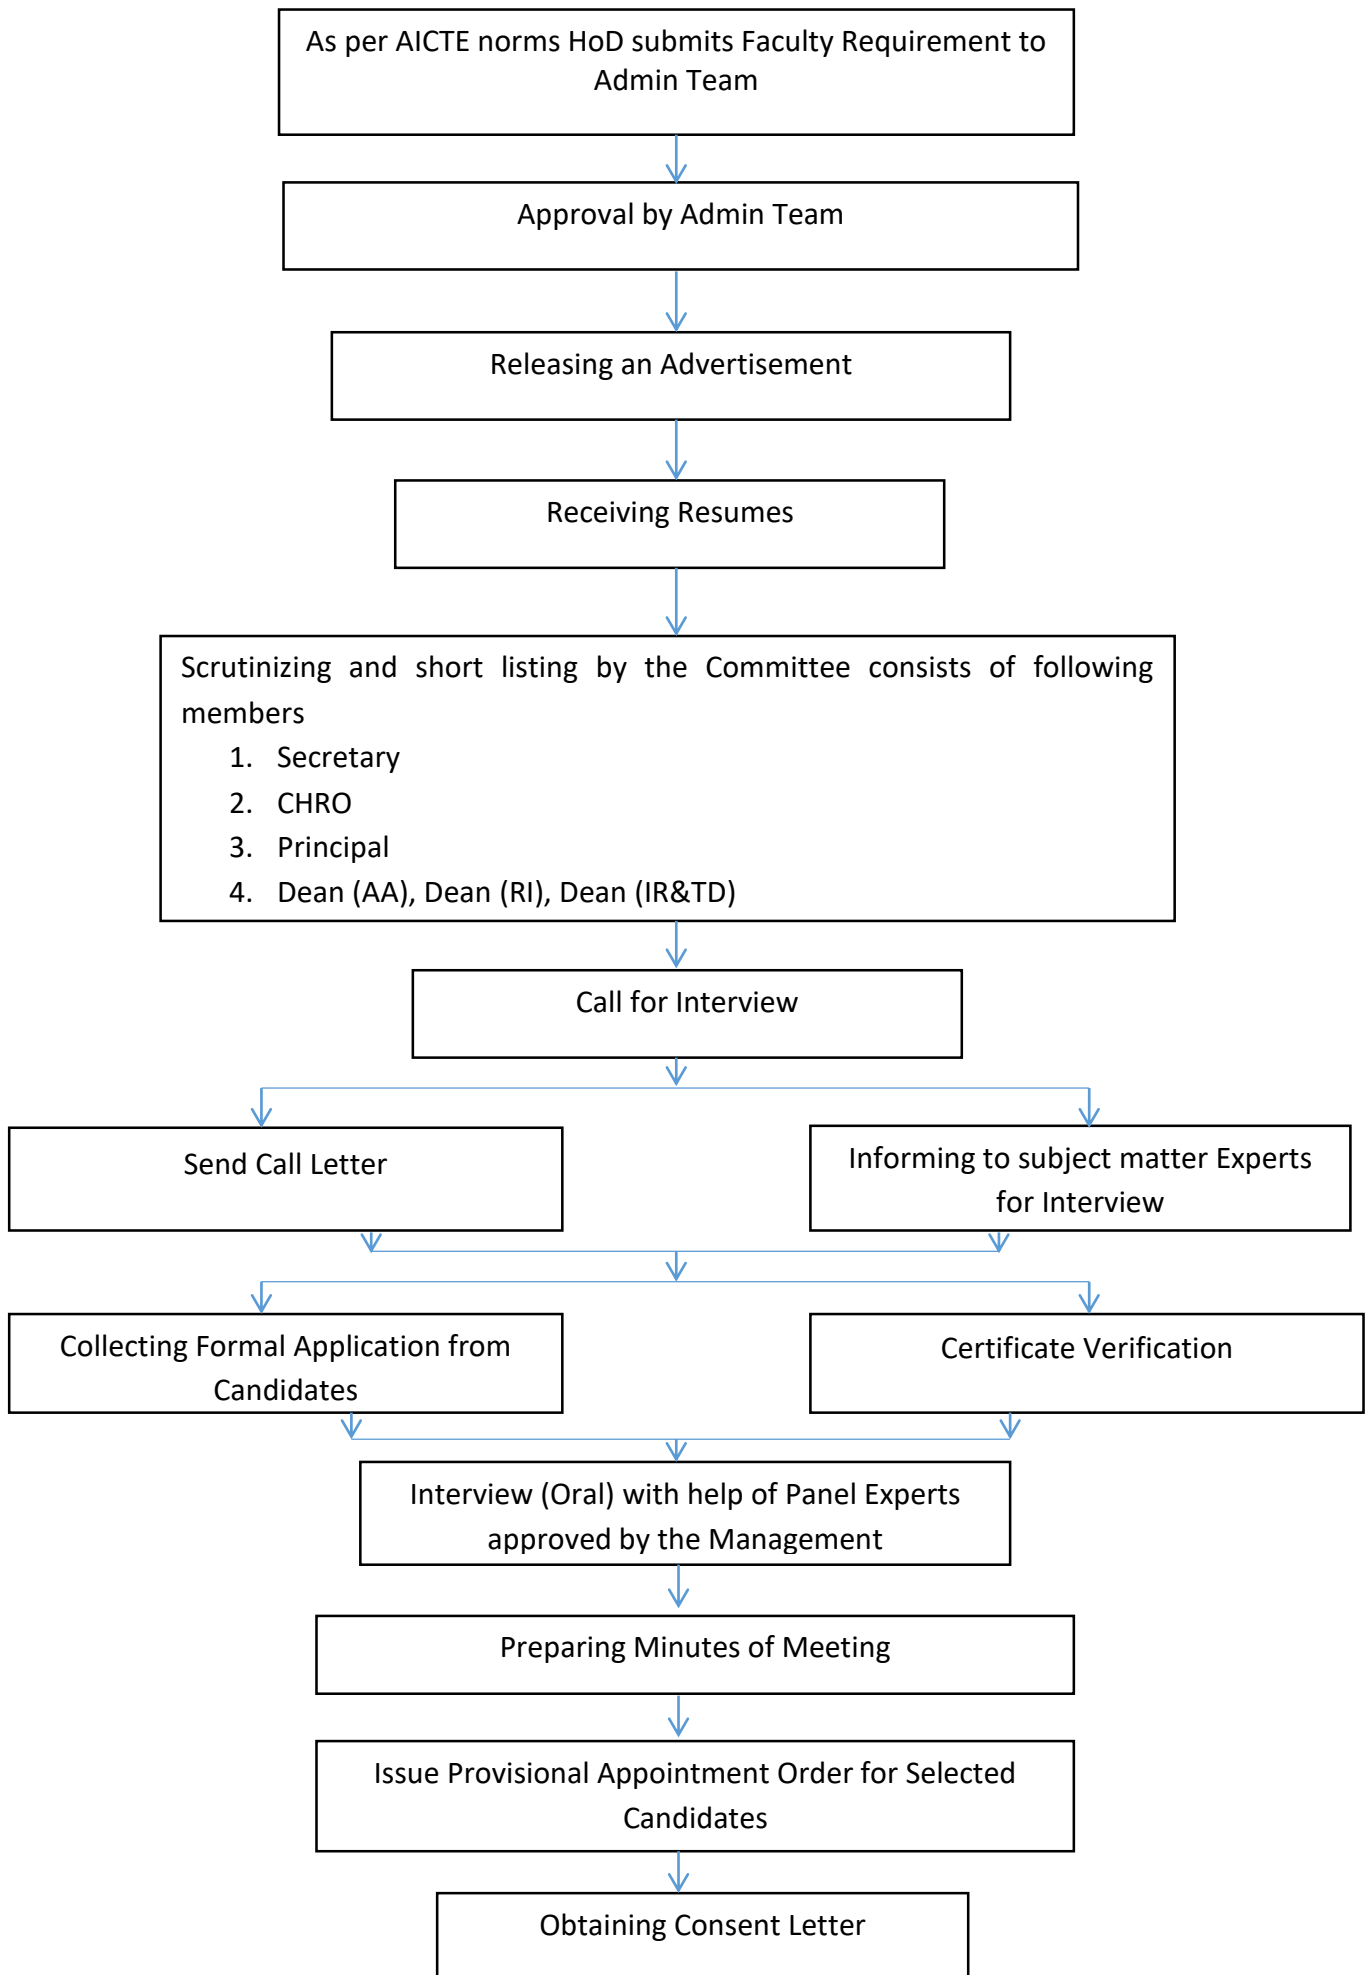 As per AICTE norms HoD submits Faculty Requirement to
Admin Team
Approval by Admin Team
Releasing an Advertisement
Receiving Resumes
Scrutinizing and short listing by the Committee consists of following
members
1. Secretary
2. CHRO
3. Principal
4. Dean (AA), Dean (RI), Dean (IR&TD)
Call for Interview
Send Call Letter
Informing to subject matter Experts
for Interview
Collecting Formal Application from
Candidates
Certificate Verification
Interview (Oral) with help of Panel Experts
approved by the Management
Preparing Minutes of Meeting
Issue Provisional Appointment Order for Selected
Candidates
Obtaining Consent Letter